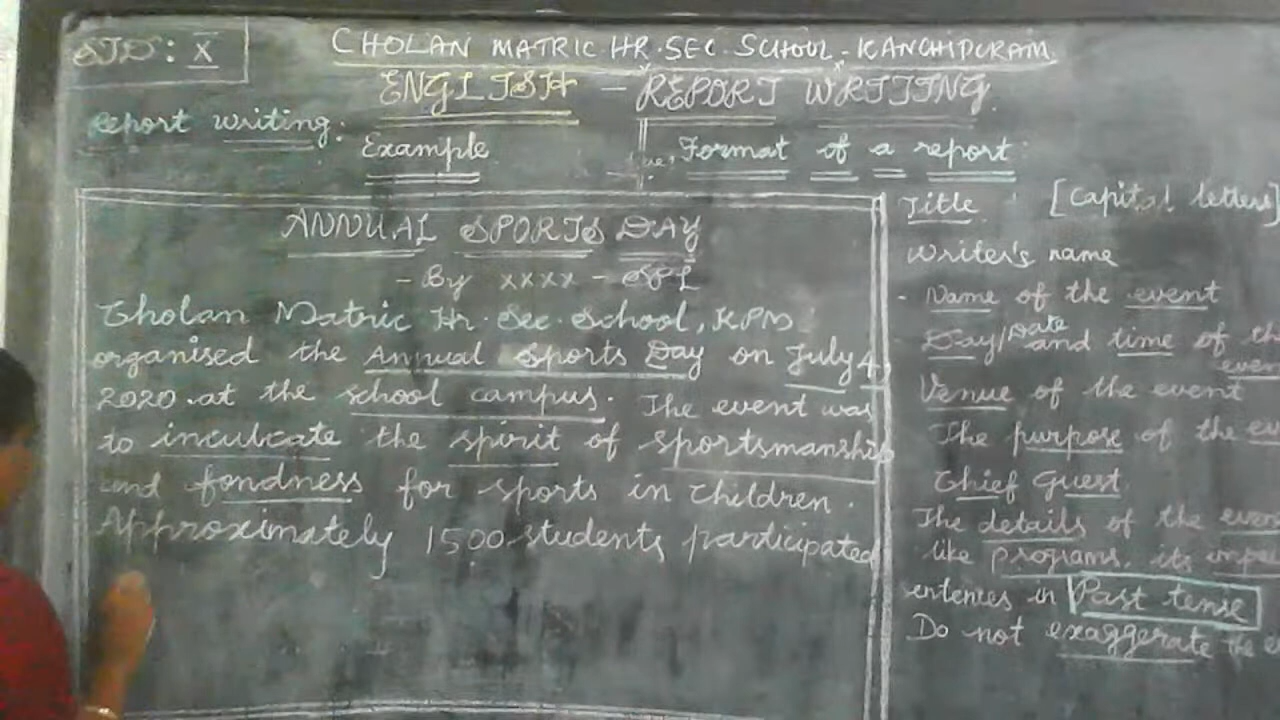 STD: X
CHOLAN MATRIC HR.SEC.SCHOOL-KANCHIPURAM
ENGLISH - REPORT WRITING
Report writing:
Example
Format of a report:
ANNUAL SPORTS DAY
- By xxxx - SPL
Cholan Matric Hr.Sec.School, KPM
organised the Annual Sports Day on July 4,
2020 at the school campus. The event was
to inculcate the spirit of sportsmanship
and fondness for sports in children.
Approximately 1500 students participated
Title [Capital letters]
Writer's name
- Name of the event
- Day/Date and time of the
event
Venue of the event
The purpose of the
Chief Guest
The details of the
like programs, its
sentences in Past tense
Do not exaggerate the